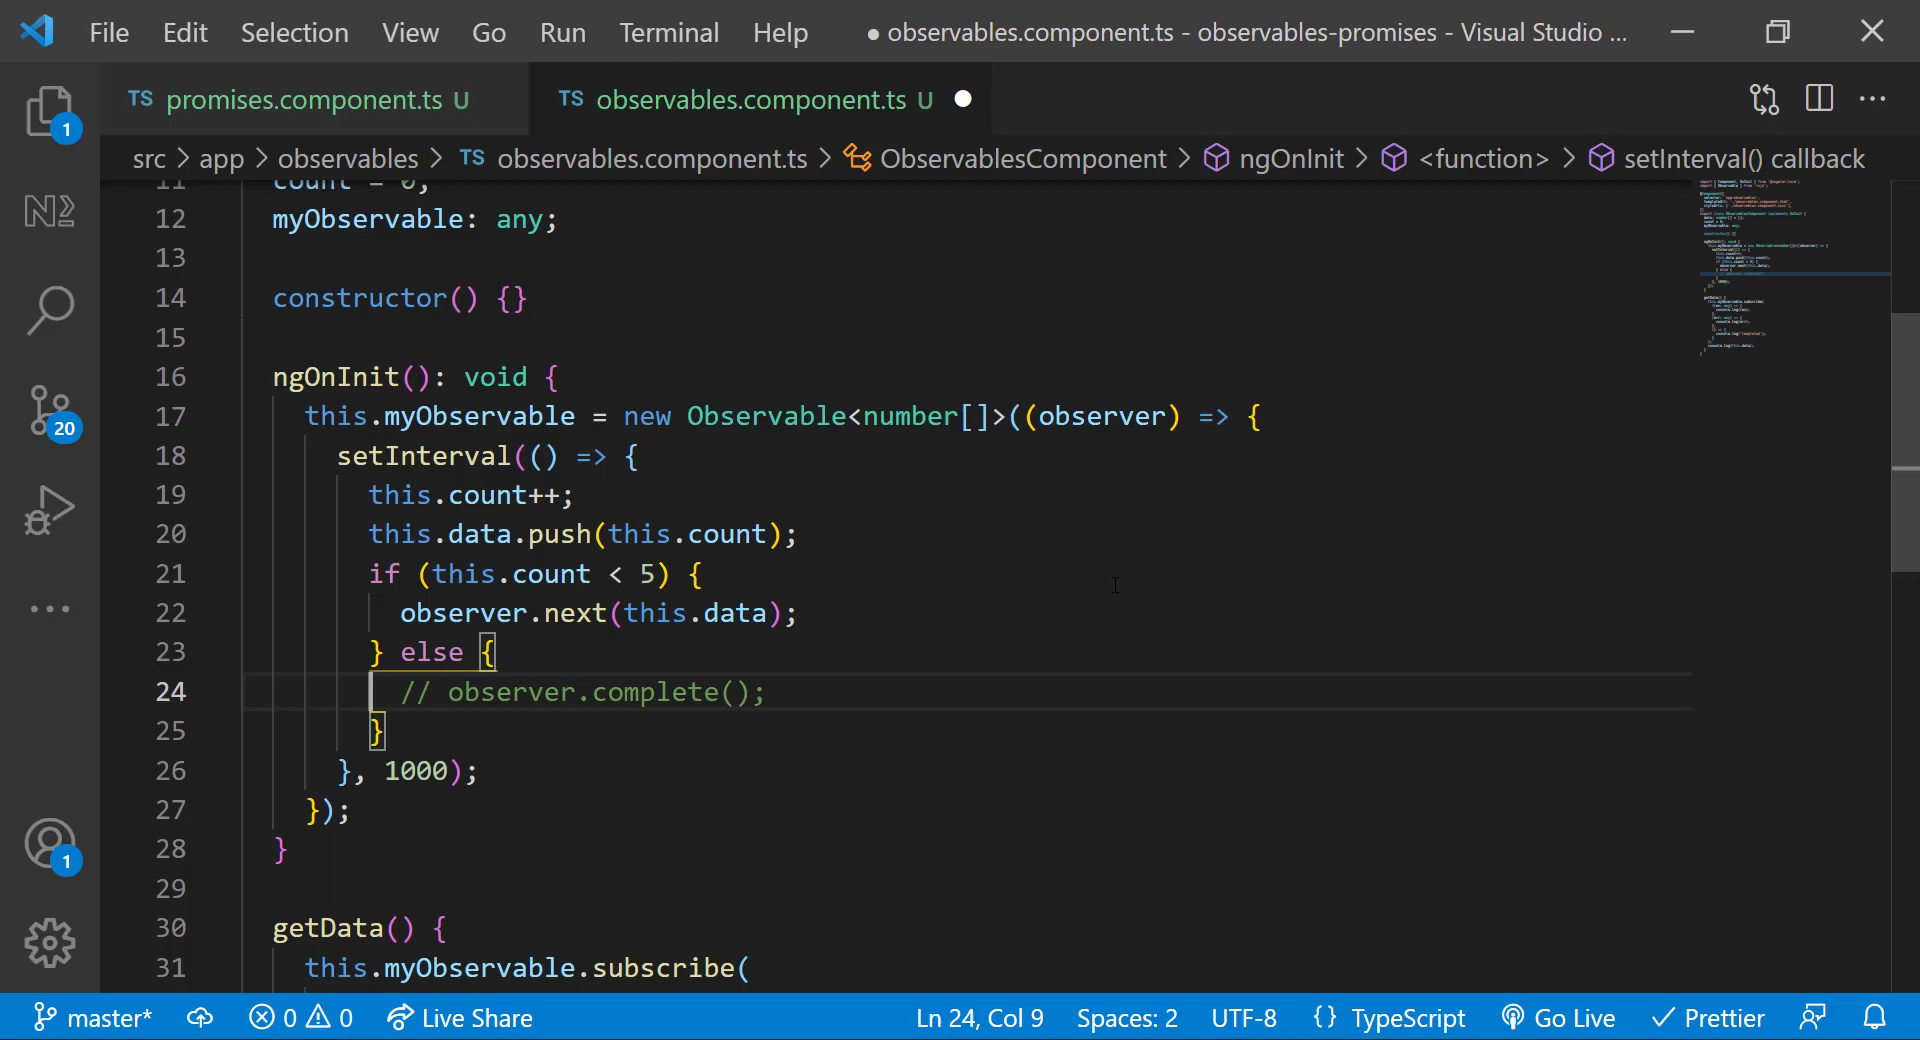 File Edit Selection View Go Run Terminal Help ● observables.component.ts - observables-promises - Visual Studio ...
TS promises.component.ts U TS observables.component.ts U ●
src > app > observables > TS observables.component.ts > ObservablesComponent > ngOnInit > <function> > setInterval() callback
11 count = 0;
12 myObservable: any;
13
14 constructor() {}
15
16 ngOnInit(): void {
17 this.myObservable = new Observable<number[]>((observer) => {
18 setInterval(() => {
19 this.count++;
20 this.data.push(this.count);
21 if (this.count < 5) {
22 observer.next(this.data);
23 } else {
24 // observer.complete();
25 }
26 }, 1000);
27 });
28 }
29
30 getData() {
31 this.myObservable.subscribe(
1
20
1
master* 0 0 Live Share Ln 24, Col 9 Spaces: 2 UTF-8 {} TypeScript Go Live Prettier